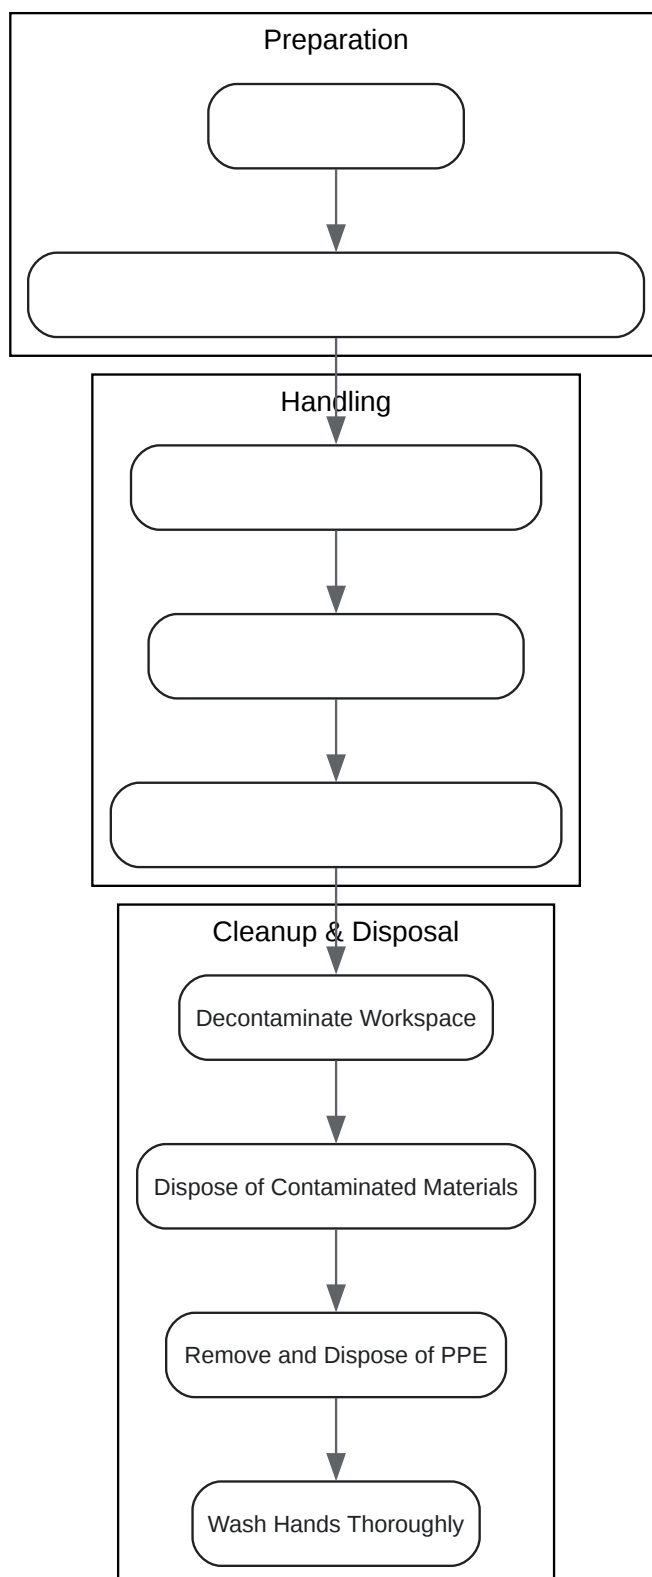 Preparation
Handling
Cleanup & Disposal
Decontaminate Workspace
Dispose of Contaminated Materials
Remove and Dispose of PPE
Wash Hands Thoroughly